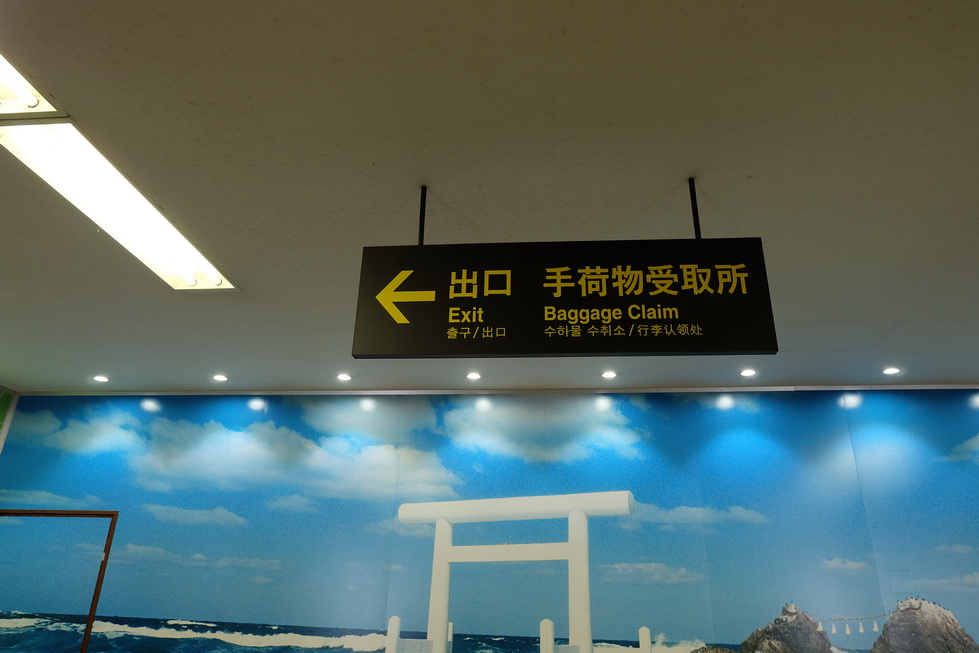 出口
Exit
출구/出口
手荷物受取所
Baggage Claim
수하물 수취소/行李认领处